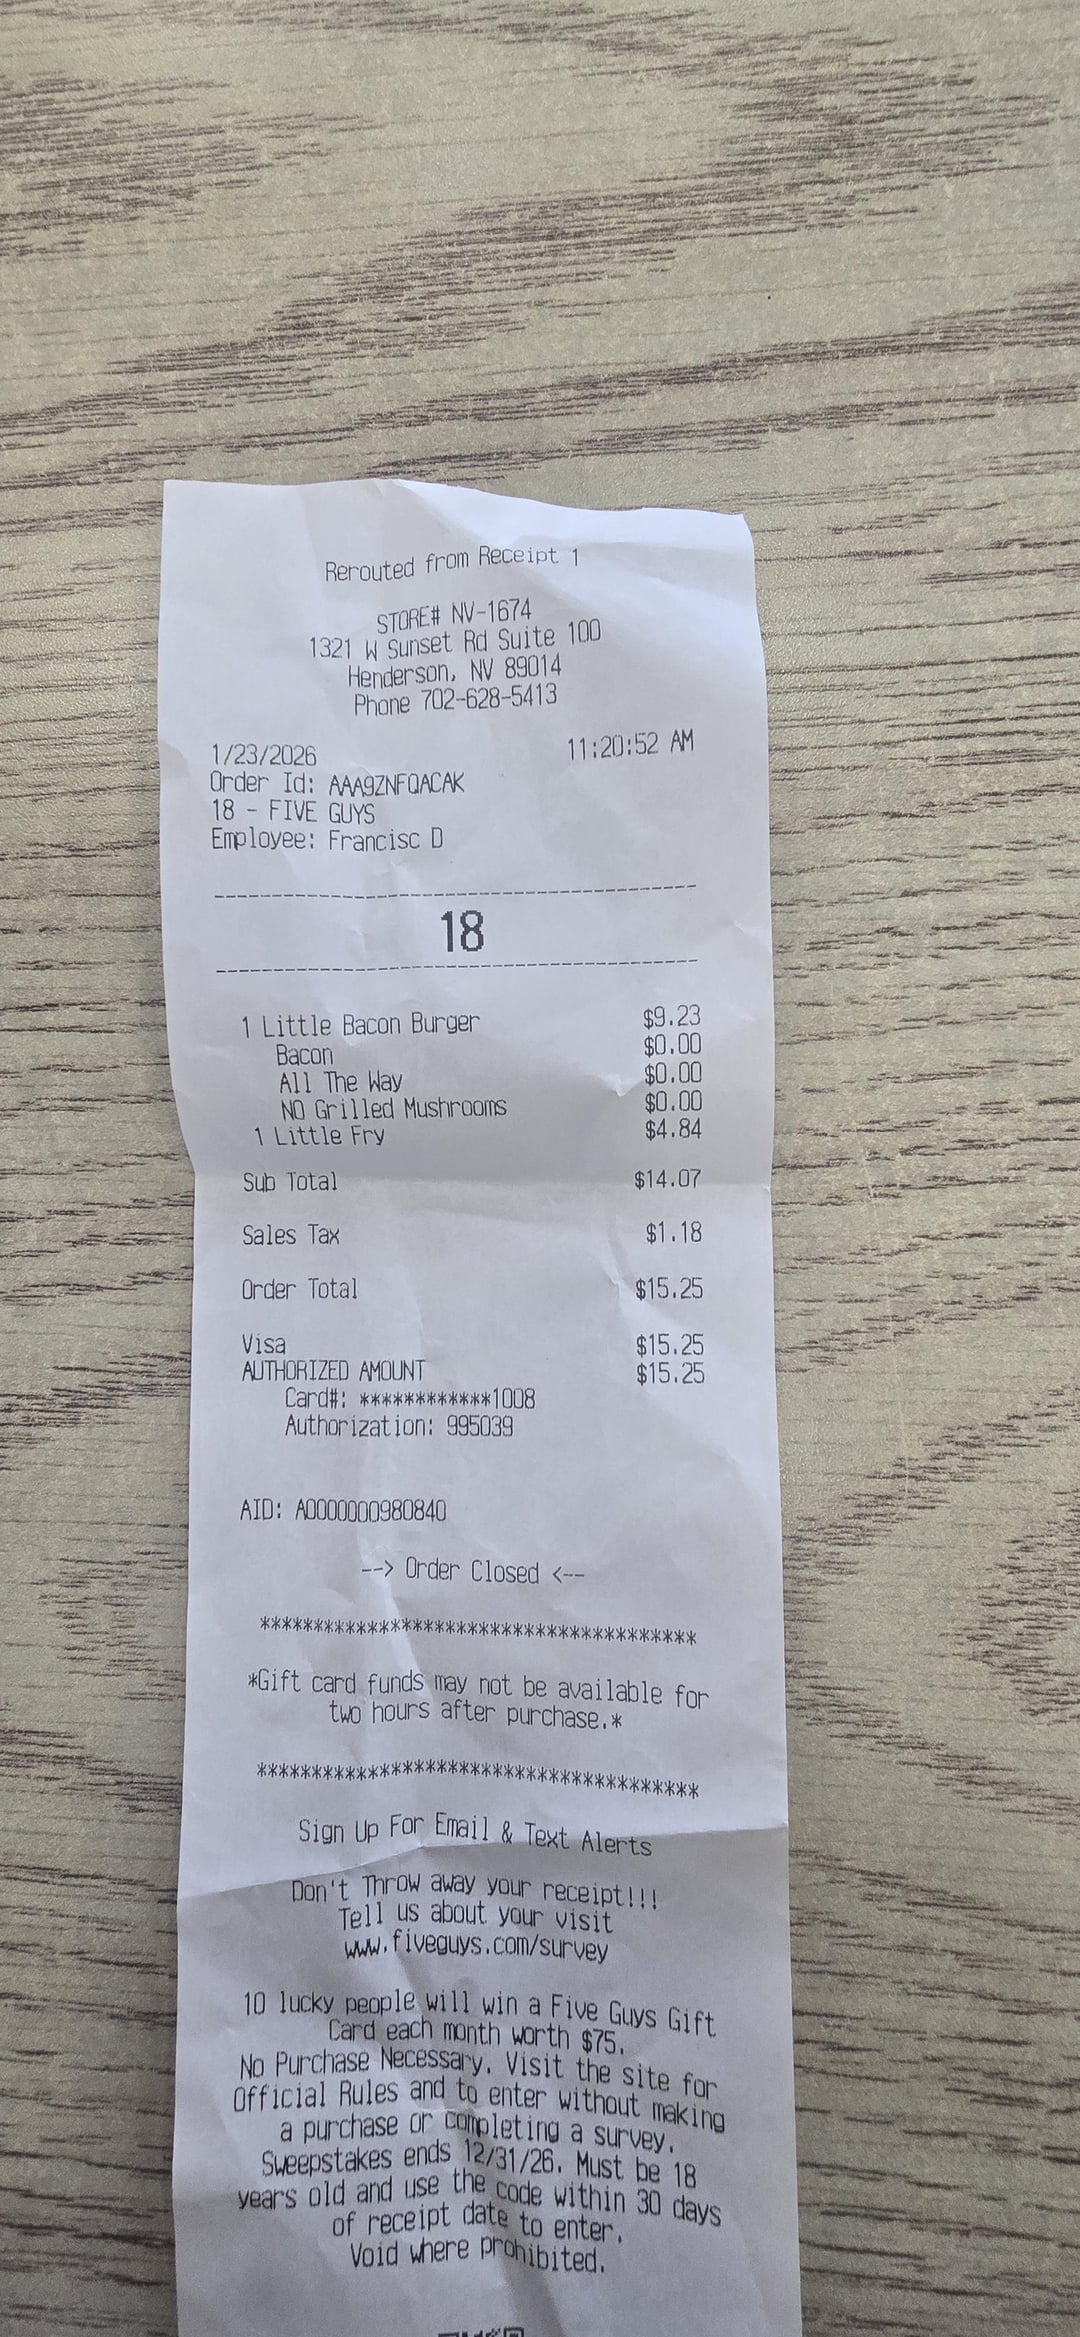 Rerouted from Receipt 1
STORE# NV-1674
1321 W Sunset Rd Suite 100
Henderson, NV 89014
Phone 702-628-5413
1/23/2026 11:20:52 AM
Order Id: AAA9ZNFQACAK
18 - FIVE GUYS
Employee: Francisc D
18
1 Little Bacon Burger $9.23
Bacon $0.00
All The Way $0.00
NO Grilled Mushrooms $0.00
1 Little Fry $4.84
Sub Total $14.07
Sales Tax $1.18
Order Total $15.25
Visa $15.25
AUTHORIZED AMOUNT $15.25
Card#: ************1008
Authorization: 995039
AID: A0000000980840
--> Order Closed <--
****************************************
*Gift card funds may not be available for
two hours after purchase.*
****************************************
Sign Up For Email & Text Alerts
Don't Throw away your receipt!!!
Tell us about your visit
www.fiveguys.com/survey
10 lucky people will win a Five Guys Gift
Card each month worth $75.
No Purchase Necessary. Visit the site for
Official Rules and to enter without making
a purchase or completing a survey.
Sweepstakes ends 12/31/26. Must be 18
years old and use the code within 30 days
of receipt date to enter.
Void where prohibited.